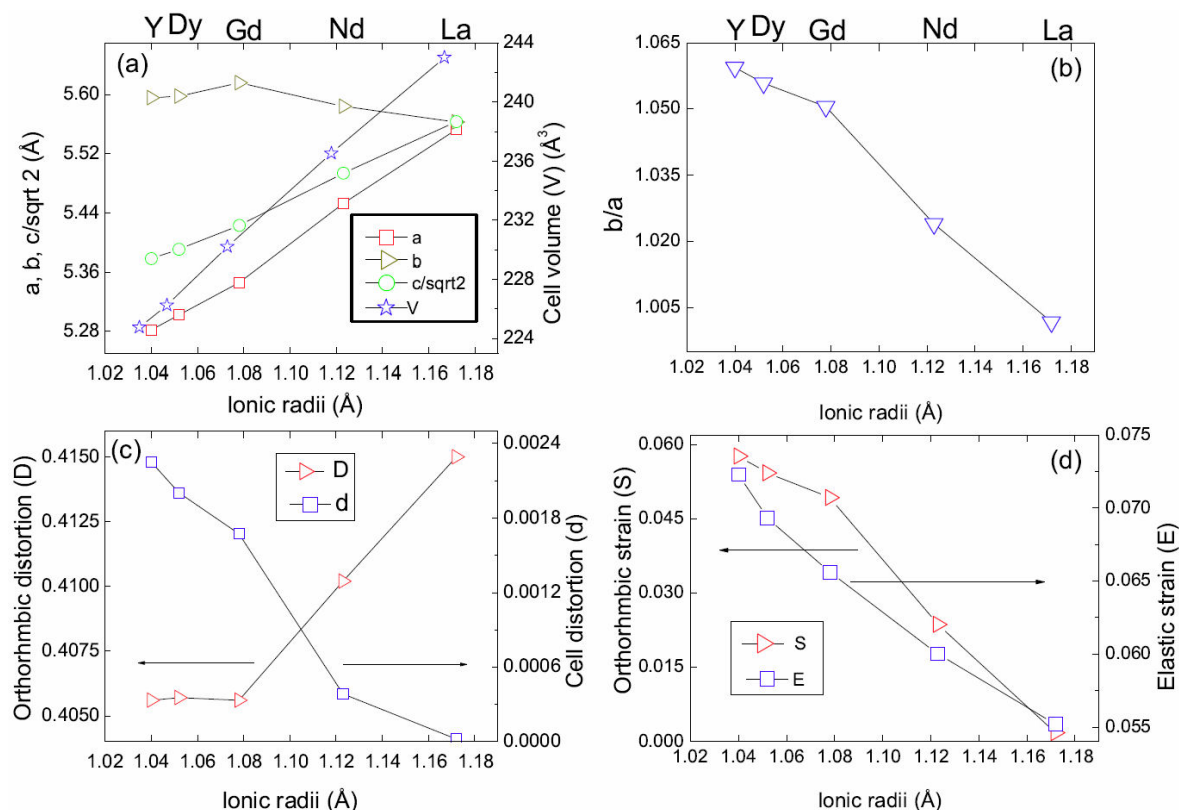 Y Dy Gd Nd La
(a)
a, b, c/sqrt 2 (Å)
5.60
5.52
5.44
5.36
5.28
244
240
236
232
228
224
Cell volume (V) (Å³)
a
b
c/sqrt2
V
1.02 1.04 1.06 1.08 1.10 1.12 1.14 1.16 1.18
Ionic radii (Å)
Y Dy Gd Nd La
(b)
b/a
1.065
1.050
1.035
1.020
1.005
1.02 1.04 1.06 1.08 1.10 1.12 1.14 1.16 1.18
Ionic radii (Å)
(c)
Orthorhmbic distortion (D)
0.4150
0.4125
0.4100
0.4075
0.4050
0.0024
0.0018
0.0012
0.0006
0.0000
Cell distortion (d)
D
d
1.02 1.04 1.06 1.08 1.10 1.12 1.14 1.16 1.18
Ionic radii (Å)
(d)
Orthorhmbic strain (S)
0.060
0.045
0.030
0.015
0.000
0.075
0.070
0.065
0.060
0.055
Elastic strain (E)
S
E
1.02 1.04 1.06 1.08 1.10 1.12 1.14 1.16 1.18
Ionic radii (Å)